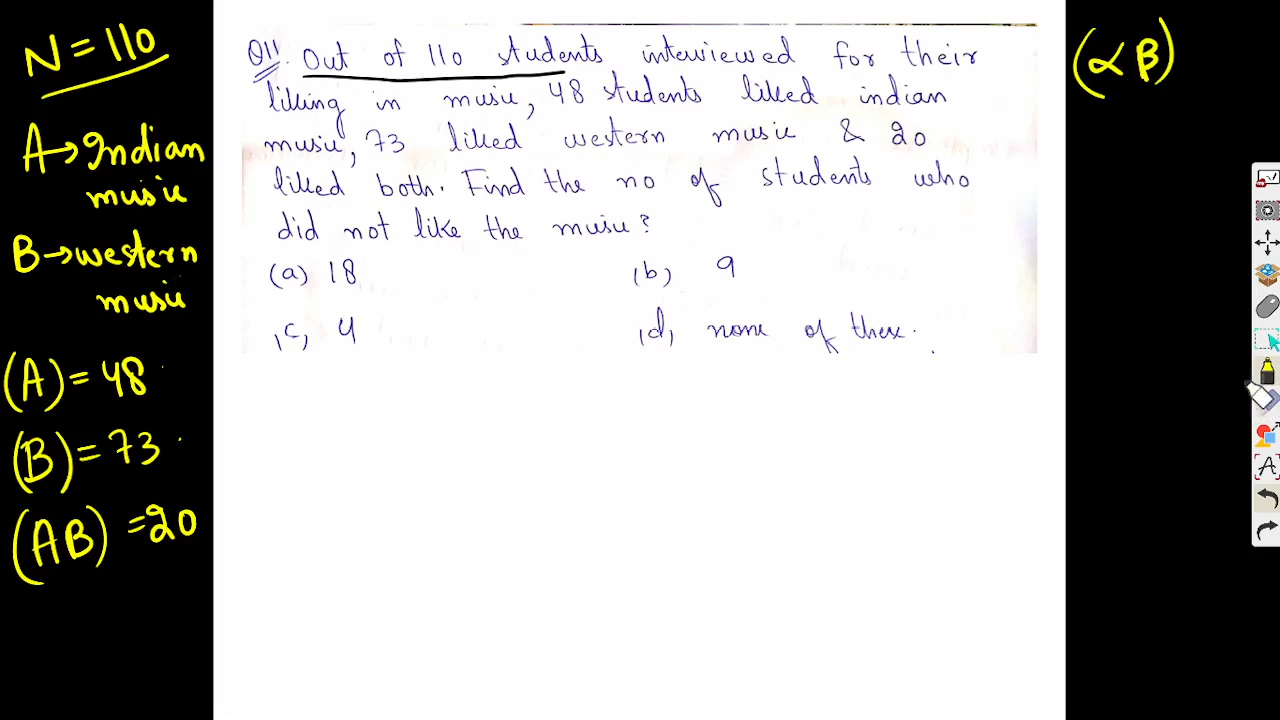 N = 110
A → Indian
music
B → western
music
(A) = 48
(B) = 73
(AB) = 20
Q11. Out of 110 students interviewed for their
liking in music, 48 students liked indian
music, 73 liked western music & 20
liked both. Find the no of students who
did not like the music?
(a) 18 (b) 9
(c) 4 (d) none of these.
(αβ)